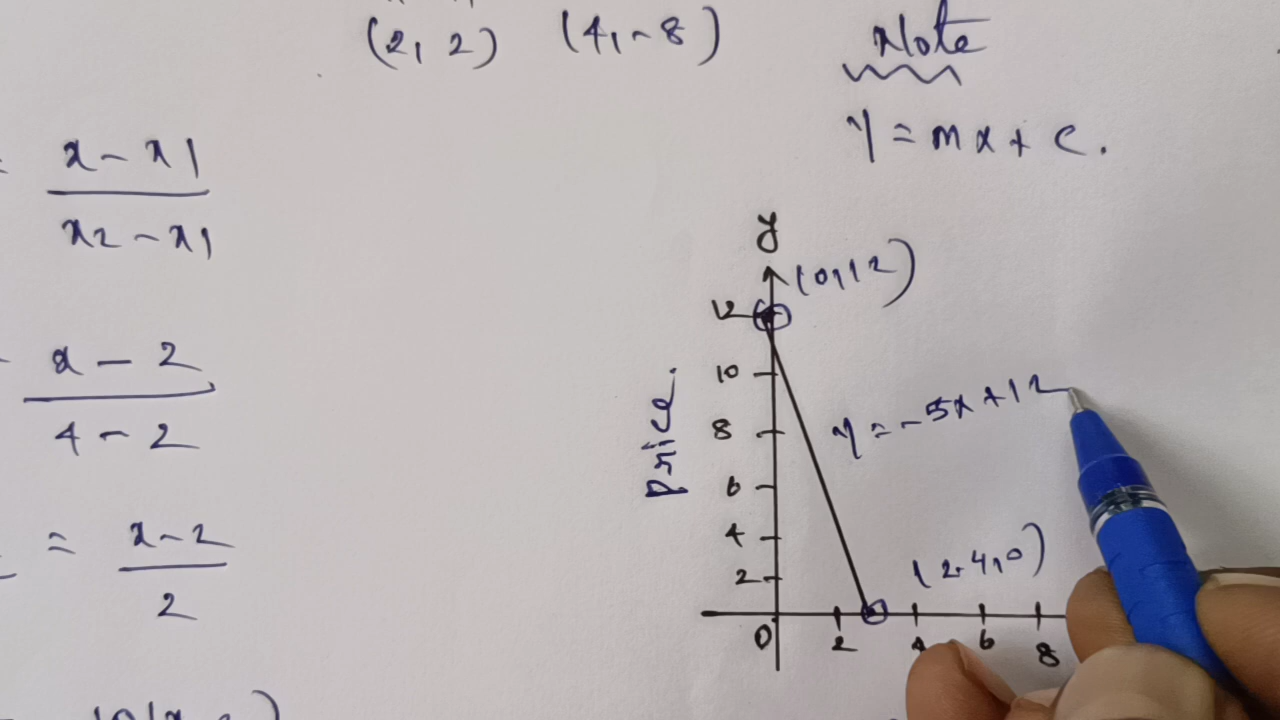 (2, 2) (4, -8)
Note
y = mx + c.
= x - x1
x2 - x1
y
(0, 12)
12
x - 2
4 - 2
10
8
6
4
2
Price.
y = -5x + 12
(2.4, 0)
= x - 2
2
0 2 4 6 8